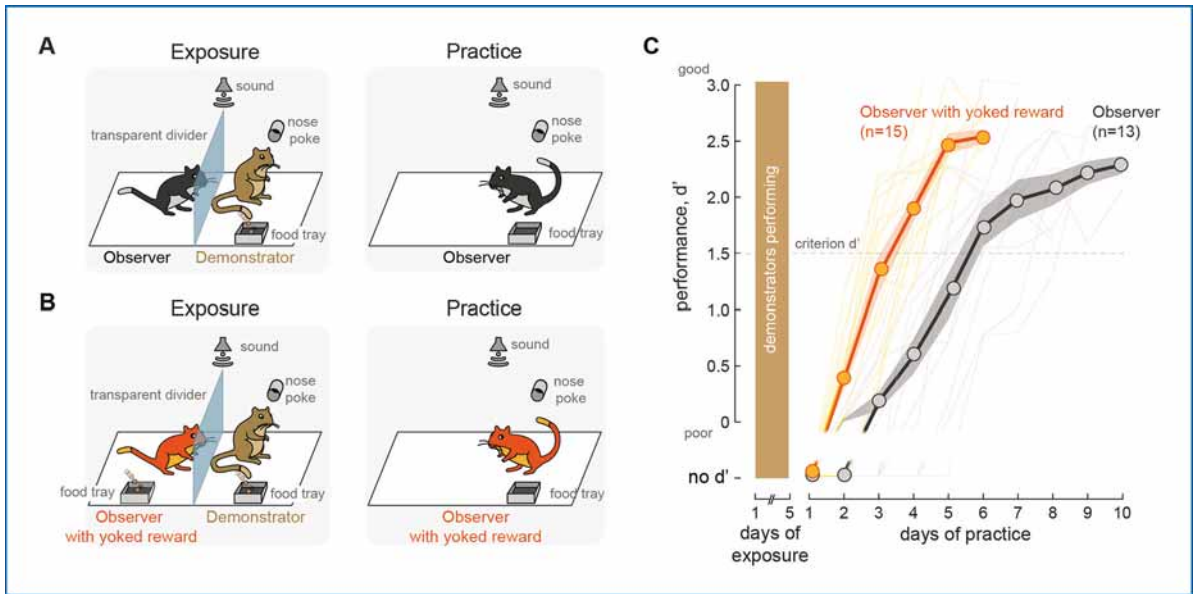 A
Exposure
Practice
sound
sound
transparent divider
nose
poke
nose
poke
food tray
food tray
Observer
Demonstrator
Observer
B
Exposure
Practice
sound
sound
transparent divider
nose
poke
nose
poke
food tray
food tray
food tray
Observer
with yoked reward
Demonstrator
Observer
with yoked reward
C
good
3.0
2.5
2.0
1.5
1.0
0.5
0
poor
no d'
performance, d'
demonstrators performing
Observer with yoked reward
(n=15)
Observer
(n=13)
criterion d'
1 5
days of
exposure
1 2 3 4 5 6 7 8 9 10
days of practice